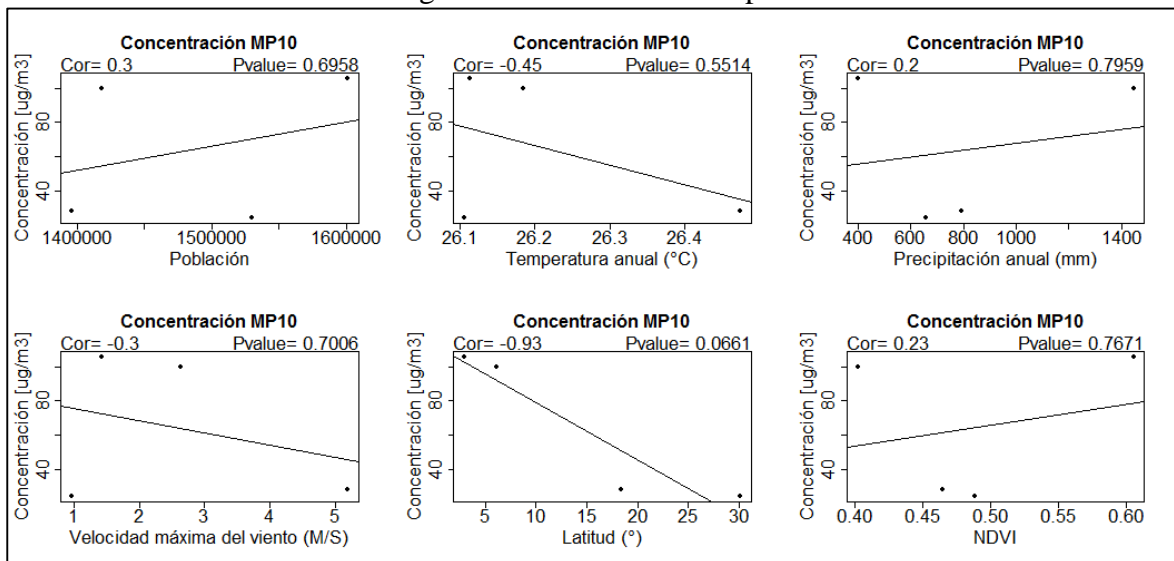 Concentración MP10
Cor= 0.3 Pvalue= 0.6958
Concentración [ug/m3]
40 80
1400000 1500000 1600000
Población
Concentración MP10
Cor= -0.45 Pvalue= 0.5514
Concentración [ug/m3]
40 80
26.1 26.2 26.3 26.4
Temperatura anual (°C)
Concentración MP10
Cor= 0.2 Pvalue= 0.7959
Concentración [ug/m3]
40 80
400 600 800 1000 1400
Precipitación anual (mm)
Concentración MP10
Cor= -0.3 Pvalue= 0.7006
Concentración [ug/m3]
40 80
1 2 3 4 5
Velocidad máxima del viento (M/S)
Concentración MP10
Cor= -0.93 Pvalue= 0.0661
Concentración [ug/m3]
40 80
5 10 15 20 25 30
Latitud (°)
Concentración MP10
Cor= 0.23 Pvalue= 0.7671
Concentración [ug/m3]
40 80
0.40 0.45 0.50 0.55 0.60
NDVI